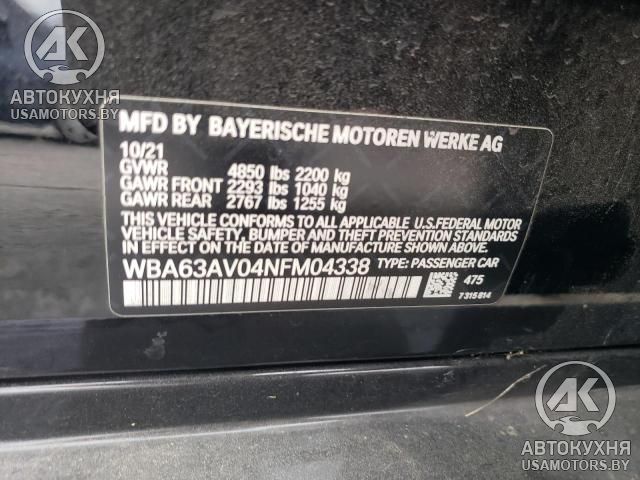 AK
АВТОКУХНЯ
USAMOTORS.BY
MFD BY BAYERISCHE MOTOREN WERKE AG
10/21
GVWR 4850 lbs 2200 kg
GAWR FRONT 2293 lbs 1040 kg
GAWR REAR 2767 lbs 1255 kg
THIS VEHICLE CONFORMS TO ALL APPLICABLE U.S. FEDERAL MOTOR
VEHICLE SAFETY, BUMPER AND THEFT PREVENTION STANDARDS
IN EFFECT ON THE DATE OF MANUFACTURE SHOWN ABOVE.
WBA63AV04NFM04338 TYPE: PASSENGER CAR
475
7315814
AK
АВТОКУХНЯ
USAMOTORS.BY